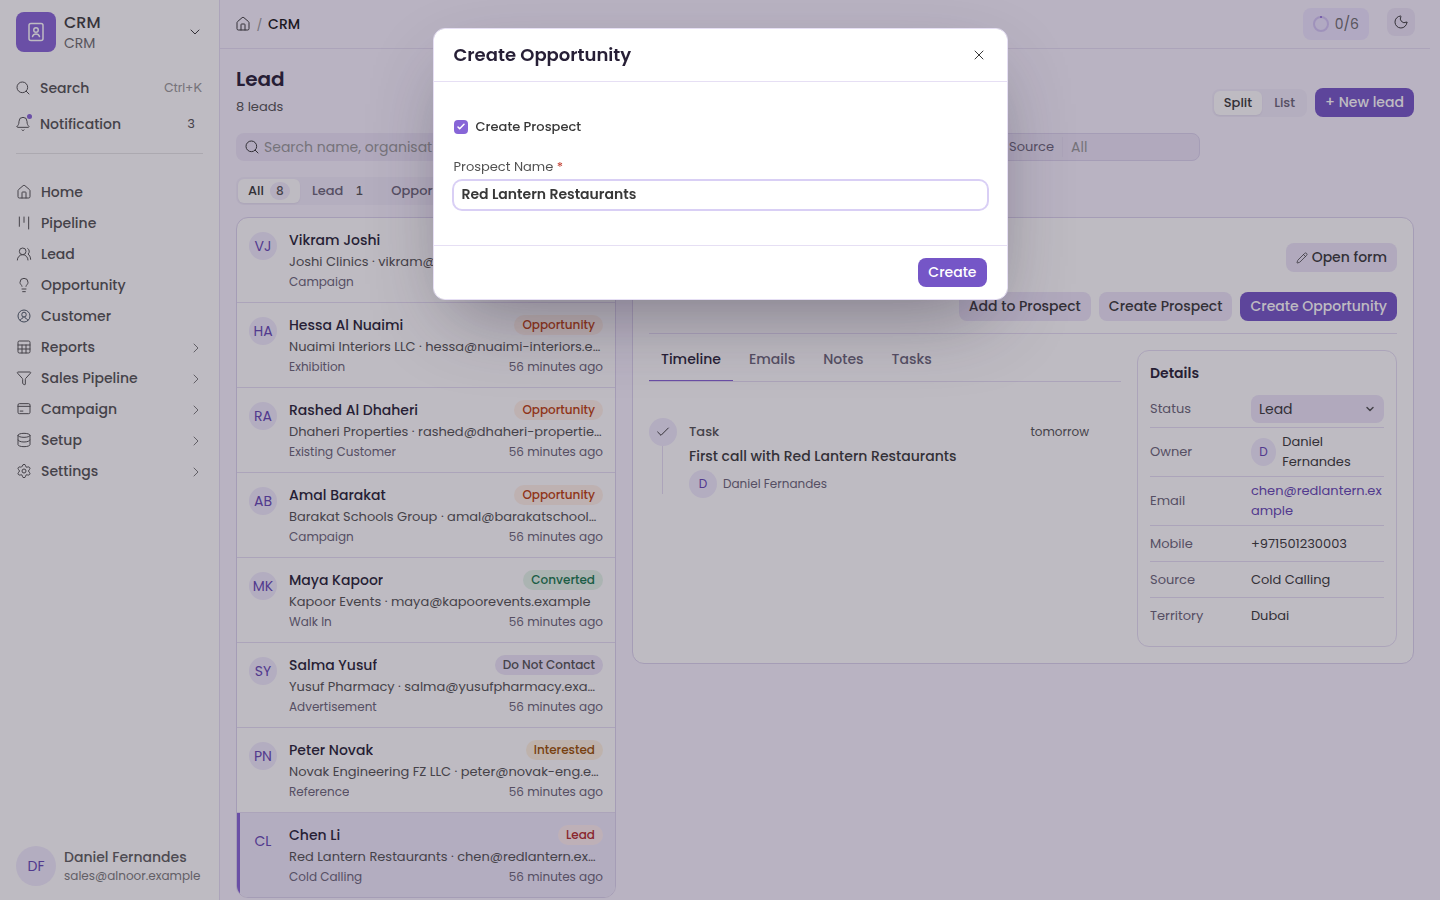 CRM
CRM
Search Ctrl+K
Notification 3
Home
Pipeline
Lead
Opportunity
Customer
Reports
Sales Pipeline
Campaign
Setup
Settings
DF
Daniel Fernandes
sales@alnoor.example
/ CRM
0/6
Lead
8 leads
Split List
+ New lead
Search name, organisat
Source All
All 8 Lead 1 Oppor
Create Opportunity
Create Prospect
Prospect Name *
Red Lantern Restaurants
Create
VJ
Vikram Joshi
Joshi Clinics · vikram@
Campaign
HA
Hessa Al Nuaimi Opportunity
Nuaimi Interiors LLC · hessa@nuaimi-interiors.e...
Exhibition 56 minutes ago
RA
Rashed Al Dhaheri Opportunity
Dhaheri Properties · rashed@dhaheri-propertie...
Existing Customer 56 minutes ago
AB
Amal Barakat Opportunity
Barakat Schools Group · amal@barakatschool...
Campaign 56 minutes ago
MK
Maya Kapoor Converted
Kapoor Events · maya@kapoorevents.example
Walk In 56 minutes ago
SY
Salma Yusuf Do Not Contact
Yusuf Pharmacy · salma@yusufpharmacy.exa...
Advertisement 56 minutes ago
PN
Peter Novak Interested
Novak Engineering FZ LLC · peter@novak-eng.e...
Reference 56 minutes ago
CL
Chen Li Lead
Red Lantern Restaurants · chen@redlantern.ex...
Cold Calling 56 minutes ago
Open form
Add to Prospect Create Prospect Create Opportunity
Timeline Emails Notes Tasks
Task tomorrow
First call with Red Lantern Restaurants
D Daniel Fernandes
Details
Status Lead
Owner D Daniel
Fernandes
Email chen@redlantern.ex
ample
Mobile +971501230003
Source Cold Calling
Territory Dubai